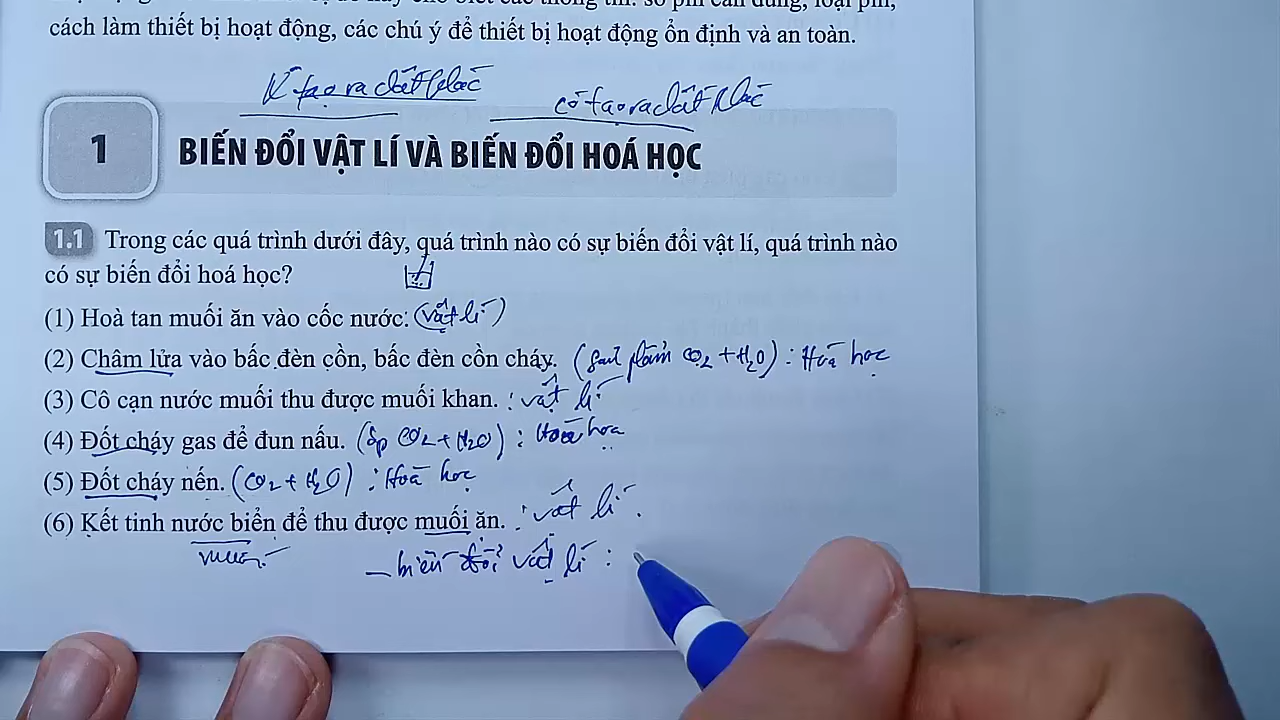 cách làm thiết bị hoạt động, các chú ý để thiết bị hoạt động ổn định và an toàn.
K tạo ra chất khác
có tạo ra chất khác
1 BIẾN ĐỔI VẬT LÍ VÀ BIẾN ĐỔI HOÁ HỌC
1.1 Trong các quá trình dưới đây, quá trình nào có sự biến đổi vật lí, quá trình nào
có sự biến đổi hoá học?
(1) Hoà tan muối ăn vào cốc nước: (vật lí)
(2) Châm lửa vào bấc đèn cồn, bấc đèn cồn cháy. (sản phẩm CO2 + H2O) : Hoá học
(3) Cô cạn nước muối thu được muối khan. : vật lí
(4) Đốt cháy gas để đun nấu. (Sp CO2 + H2O) : Hoá học
(5) Đốt cháy nến. (CO2 + H2O) : Hoá học
(6) Kết tinh nước biển để thu được muối ăn. : vật lí.
muối
– biến đổi vật lí :